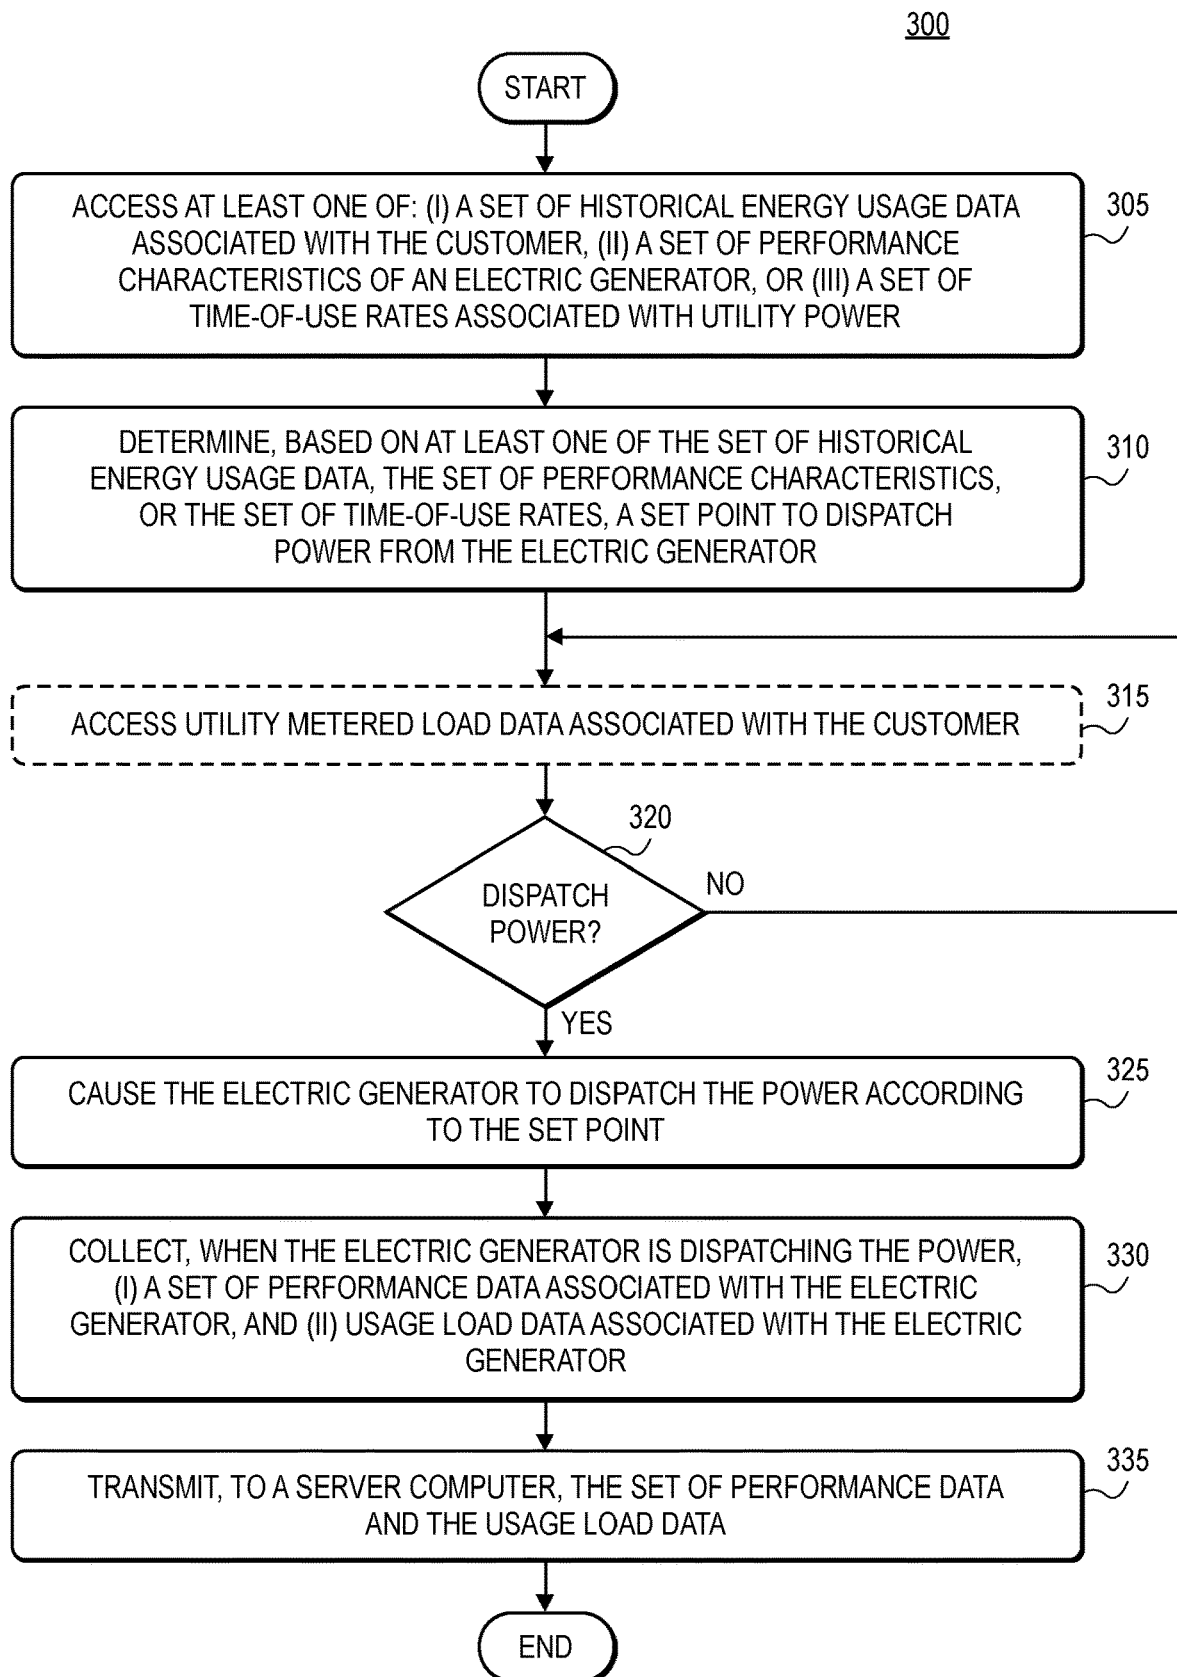 300
START
ACCESS AT LEAST ONE OF: (I) A SET OF HISTORICAL ENERGY USAGE DATA
ASSOCIATED WITH THE CUSTOMER, (II) A SET OF PERFORMANCE
CHARACTERISTICS OF AN ELECTRIC GENERATOR, OR (III) A SET OF
TIME-OF-USE RATES ASSOCIATED WITH UTILITY POWER
305
DETERMINE, BASED ON AT LEAST ONE OF THE SET OF HISTORICAL
ENERGY USAGE DATA, THE SET OF PERFORMANCE CHARACTERISTICS,
OR THE SET OF TIME-OF-USE RATES, A SET POINT TO DISPATCH
POWER FROM THE ELECTRIC GENERATOR
310
ACCESS UTILITY METERED LOAD DATA ASSOCIATED WITH THE CUSTOMER
315
320
DISPATCH
POWER?
NO
YES
CAUSE THE ELECTRIC GENERATOR TO DISPATCH THE POWER ACCORDING
TO THE SET POINT
325
COLLECT, WHEN THE ELECTRIC GENERATOR IS DISPATCHING THE POWER,
(I) A SET OF PERFORMANCE DATA ASSOCIATED WITH THE ELECTRIC
GENERATOR, AND (II) USAGE LOAD DATA ASSOCIATED WITH THE ELECTRIC
GENERATOR
330
TRANSMIT, TO A SERVER COMPUTER, THE SET OF PERFORMANCE DATA
AND THE USAGE LOAD DATA
335
END